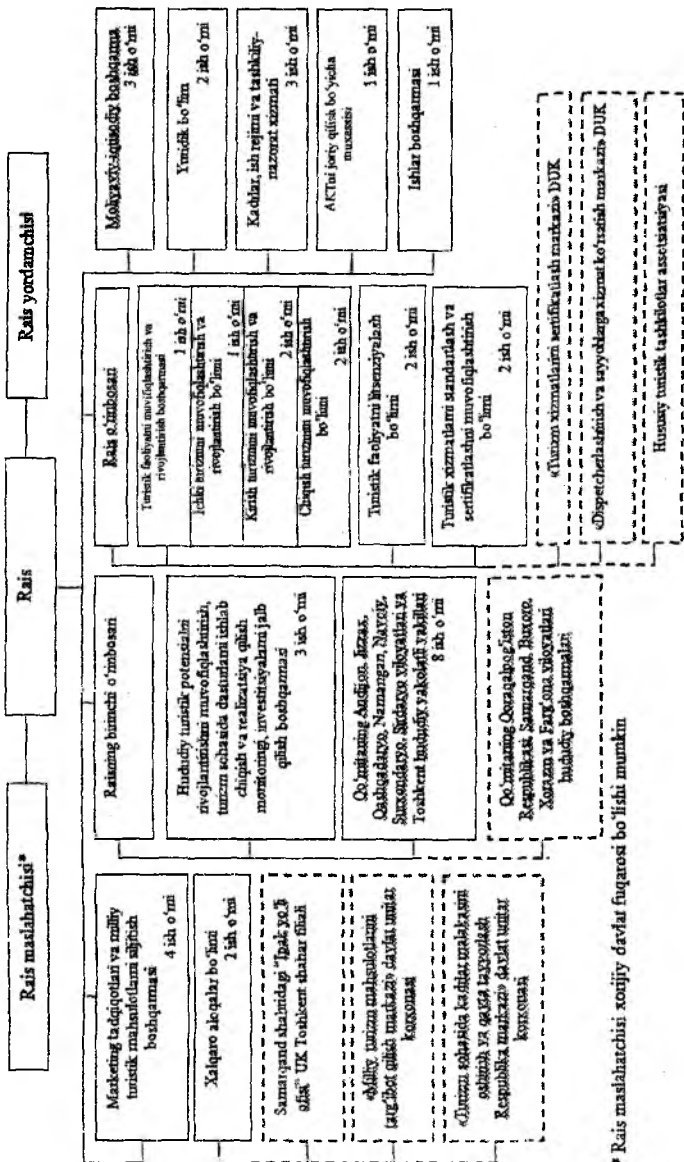 Rais maslahatchisi*
Rais
Rais yordamchisi
Marketing tadqiqotlari va milliy
turistik mahsulotlarni siljitish
boshqarmasi
4 ish o‘rni
Xalqaro aloqalar bo‘limi
2 ish o‘rni
Samarqand shahridagi "Ipak yo‘li
ofisi" UK Toshkent shahar filiali
«Milliy turizm mahsulotlarini
targ‘ibot qilish markazi» davlat unitar
korxonasi
«Turizm sohasida kadrlar malakasini
oshirish va qayta tayyorlash
Respublika markazi» davlat unitar
korxonasi
Raisning birinchi o‘rinbosari
Hududiy turistik potensialni
rivojlantirishni muvofiqlashtirish,
turizm sohasida dasturlarni ishlab
chiqish va realizatsiya qilish
monitoringi, investitsiyalarni jalb
qilish boshqarmasi
3 ish o‘rni
Qo‘mitaning Andijon, Jizzax,
Qashqadaryo, Namangan, Navoiy,
Surxondaryo, Sirdaryo viloyatlari va
Toshkent hududiy vakolatli vakillari
8 ish o‘rni
Qo‘mitaning Qoraqalpog‘iston
Respublikasi, Samarqand, Buxoro,
Xorazm va Farg‘ona viloyatlari
hududiy boshqarmalari
Rais o‘rinbosari
Turistik faoliyatni muvofiqlashtirish va
rivojlantirish boshqarmasi
1 ish o‘rni
Ichki turizmni muvofiqlashtirish va
rivojlantirish bo‘limi
1 ish o‘rni
Kirish turizmini muvofiqlashtirish va
rivojlantirish bo‘limi
2 ish o‘rni
Chiqish turizmini muvofiqlashtirish
bo‘limi
2 ish o‘rni
Turistik faoliyatni litsenziyalash
bo‘limi
2 ish o‘rni
Turistik xizmatlarni standartlash va
sertifikatlashni muvofiqlashtirish
bo‘limi
2 ish o‘rni
«Turizm xizmatlarini sertifikatlash markazi» DUK
«Dispetcherlashtirish va sayyohlarga xizmat ko‘rsatish markazi» DUK
Hususiy turistik tashkilotlar assotsiatsiyasi
Moliyaviy-iqtisodiy boshqarma
3 ish o‘rni
Yuridik bo‘limi
2 ish o‘rni
Kadrlar, ish rejimi va tashkiliy-
nazorat xizmati
3 ish o‘rni
AKTni joriy qilish bo‘yicha
muxassisi
1 ish o‘rni
Ishlar boshqarmasi
1 ish o‘rni
* Rais maslahatchisi xorijiy davlat fuqarosi bo‘lishi mumkin